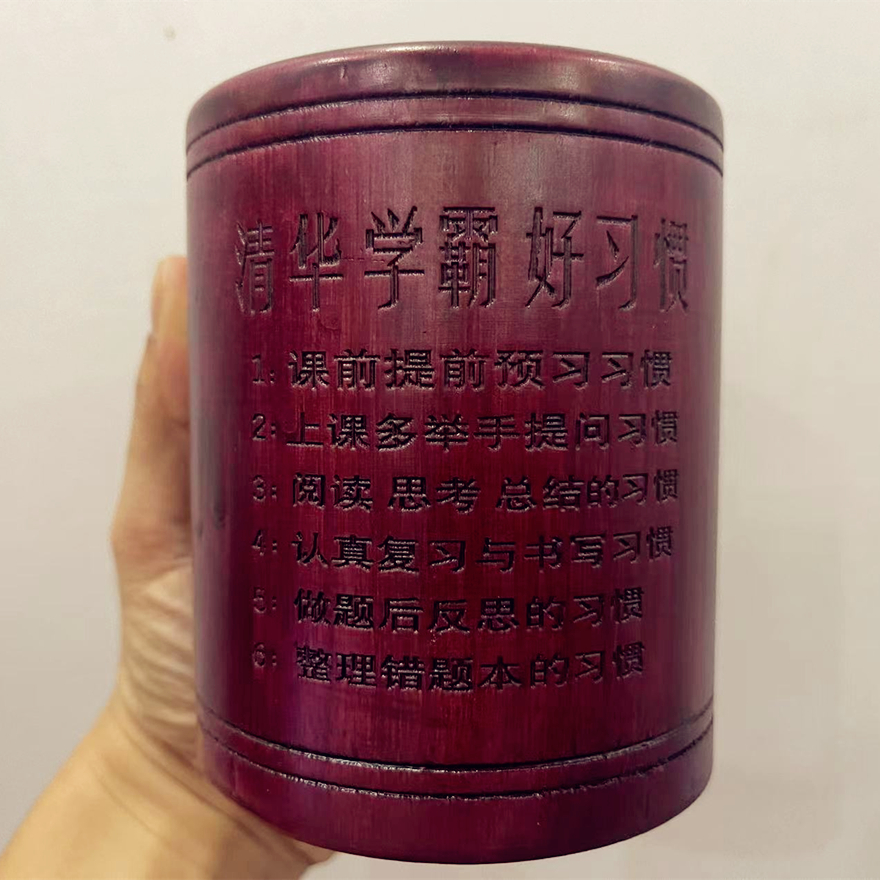 清华学霸 好习惯
1:课前提前预习习惯
2:上课多举手提问习惯
3:阅读 思考 总结的习惯
4:认真复习与书写习惯
5:做题后反思的习惯
6:整理错题本的习惯